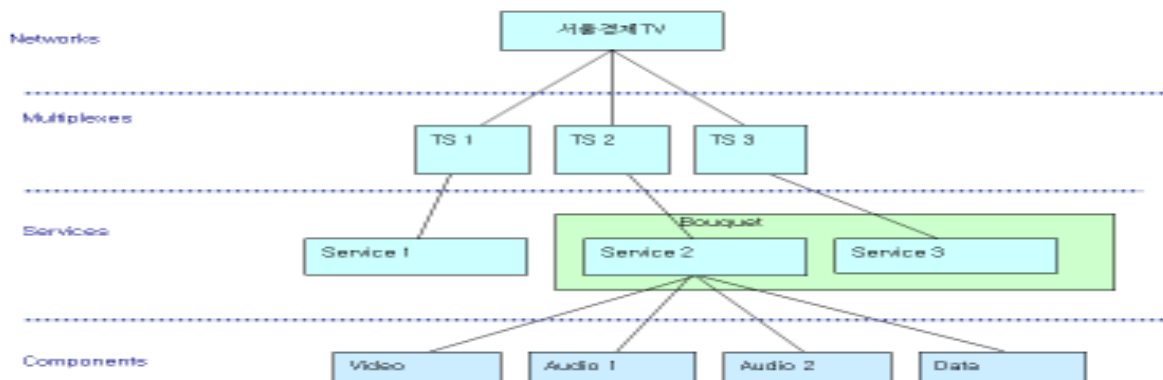 서울경제TV
Networks
Multiplexes
TS 1
TS 2
TS 3
Services
Bouquet
Service 1
Service 2
Service 3
Components
Video
Audio 1
Audio 2
Data